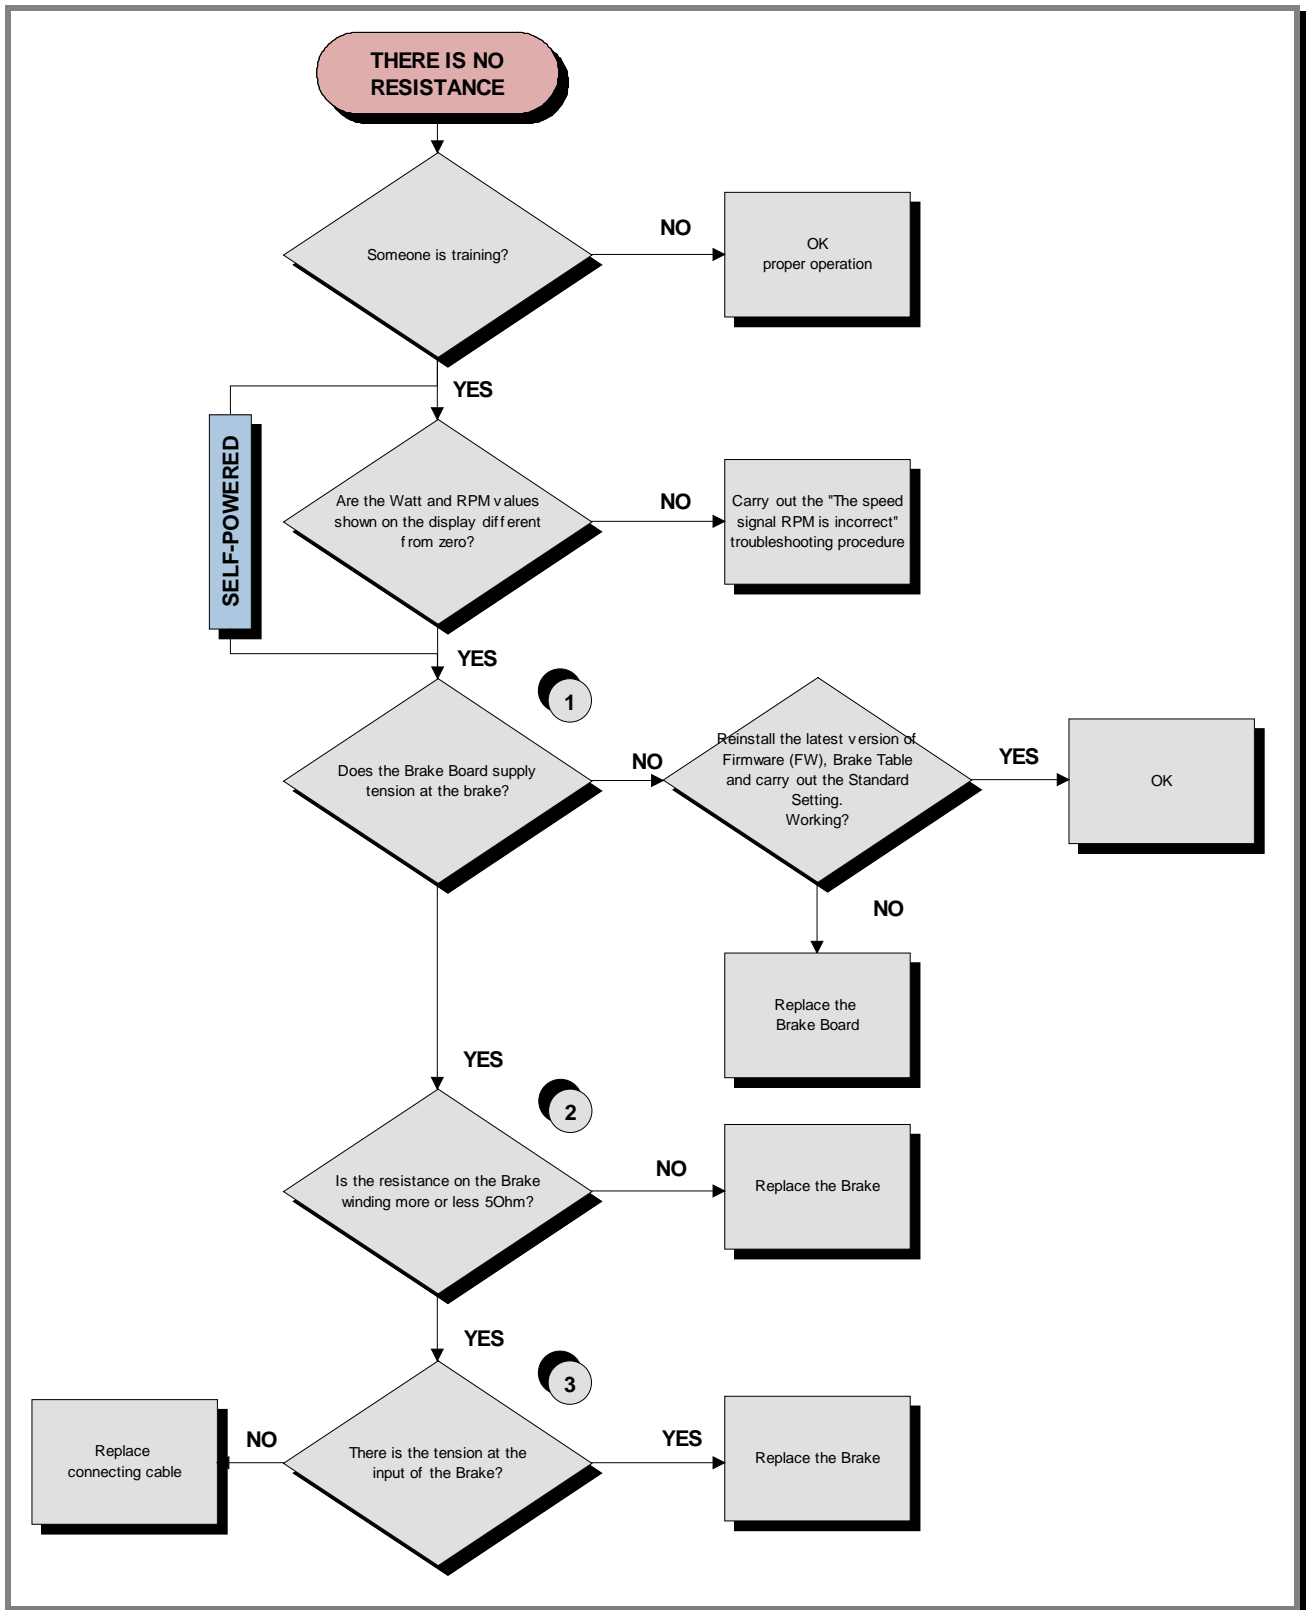 THERE IS NO
RESISTANCE
Someone is training?
NO
OK
proper operation
YES
SELF-POWERED
Are the Watt and RPM values
shown on the display different
from zero?
NO
Carry out the "The speed
signal RPM is incorrect"
troubleshooting procedure
YES
1
Does the Brake Board supply
tension at the brake?
NO
Reinstall the latest version of
Firmware (FW), Brake Table
and carry out the Standard
Setting.
Working?
YES
OK
NO
Replace the
Brake Board
YES
2
Is the resistance on the Brake
winding more or less 5Ohm?
NO
Replace the Brake
YES
3
There is the tension at the
input of the Brake?
NO
Replace
connecting cable
YES
Replace the Brake